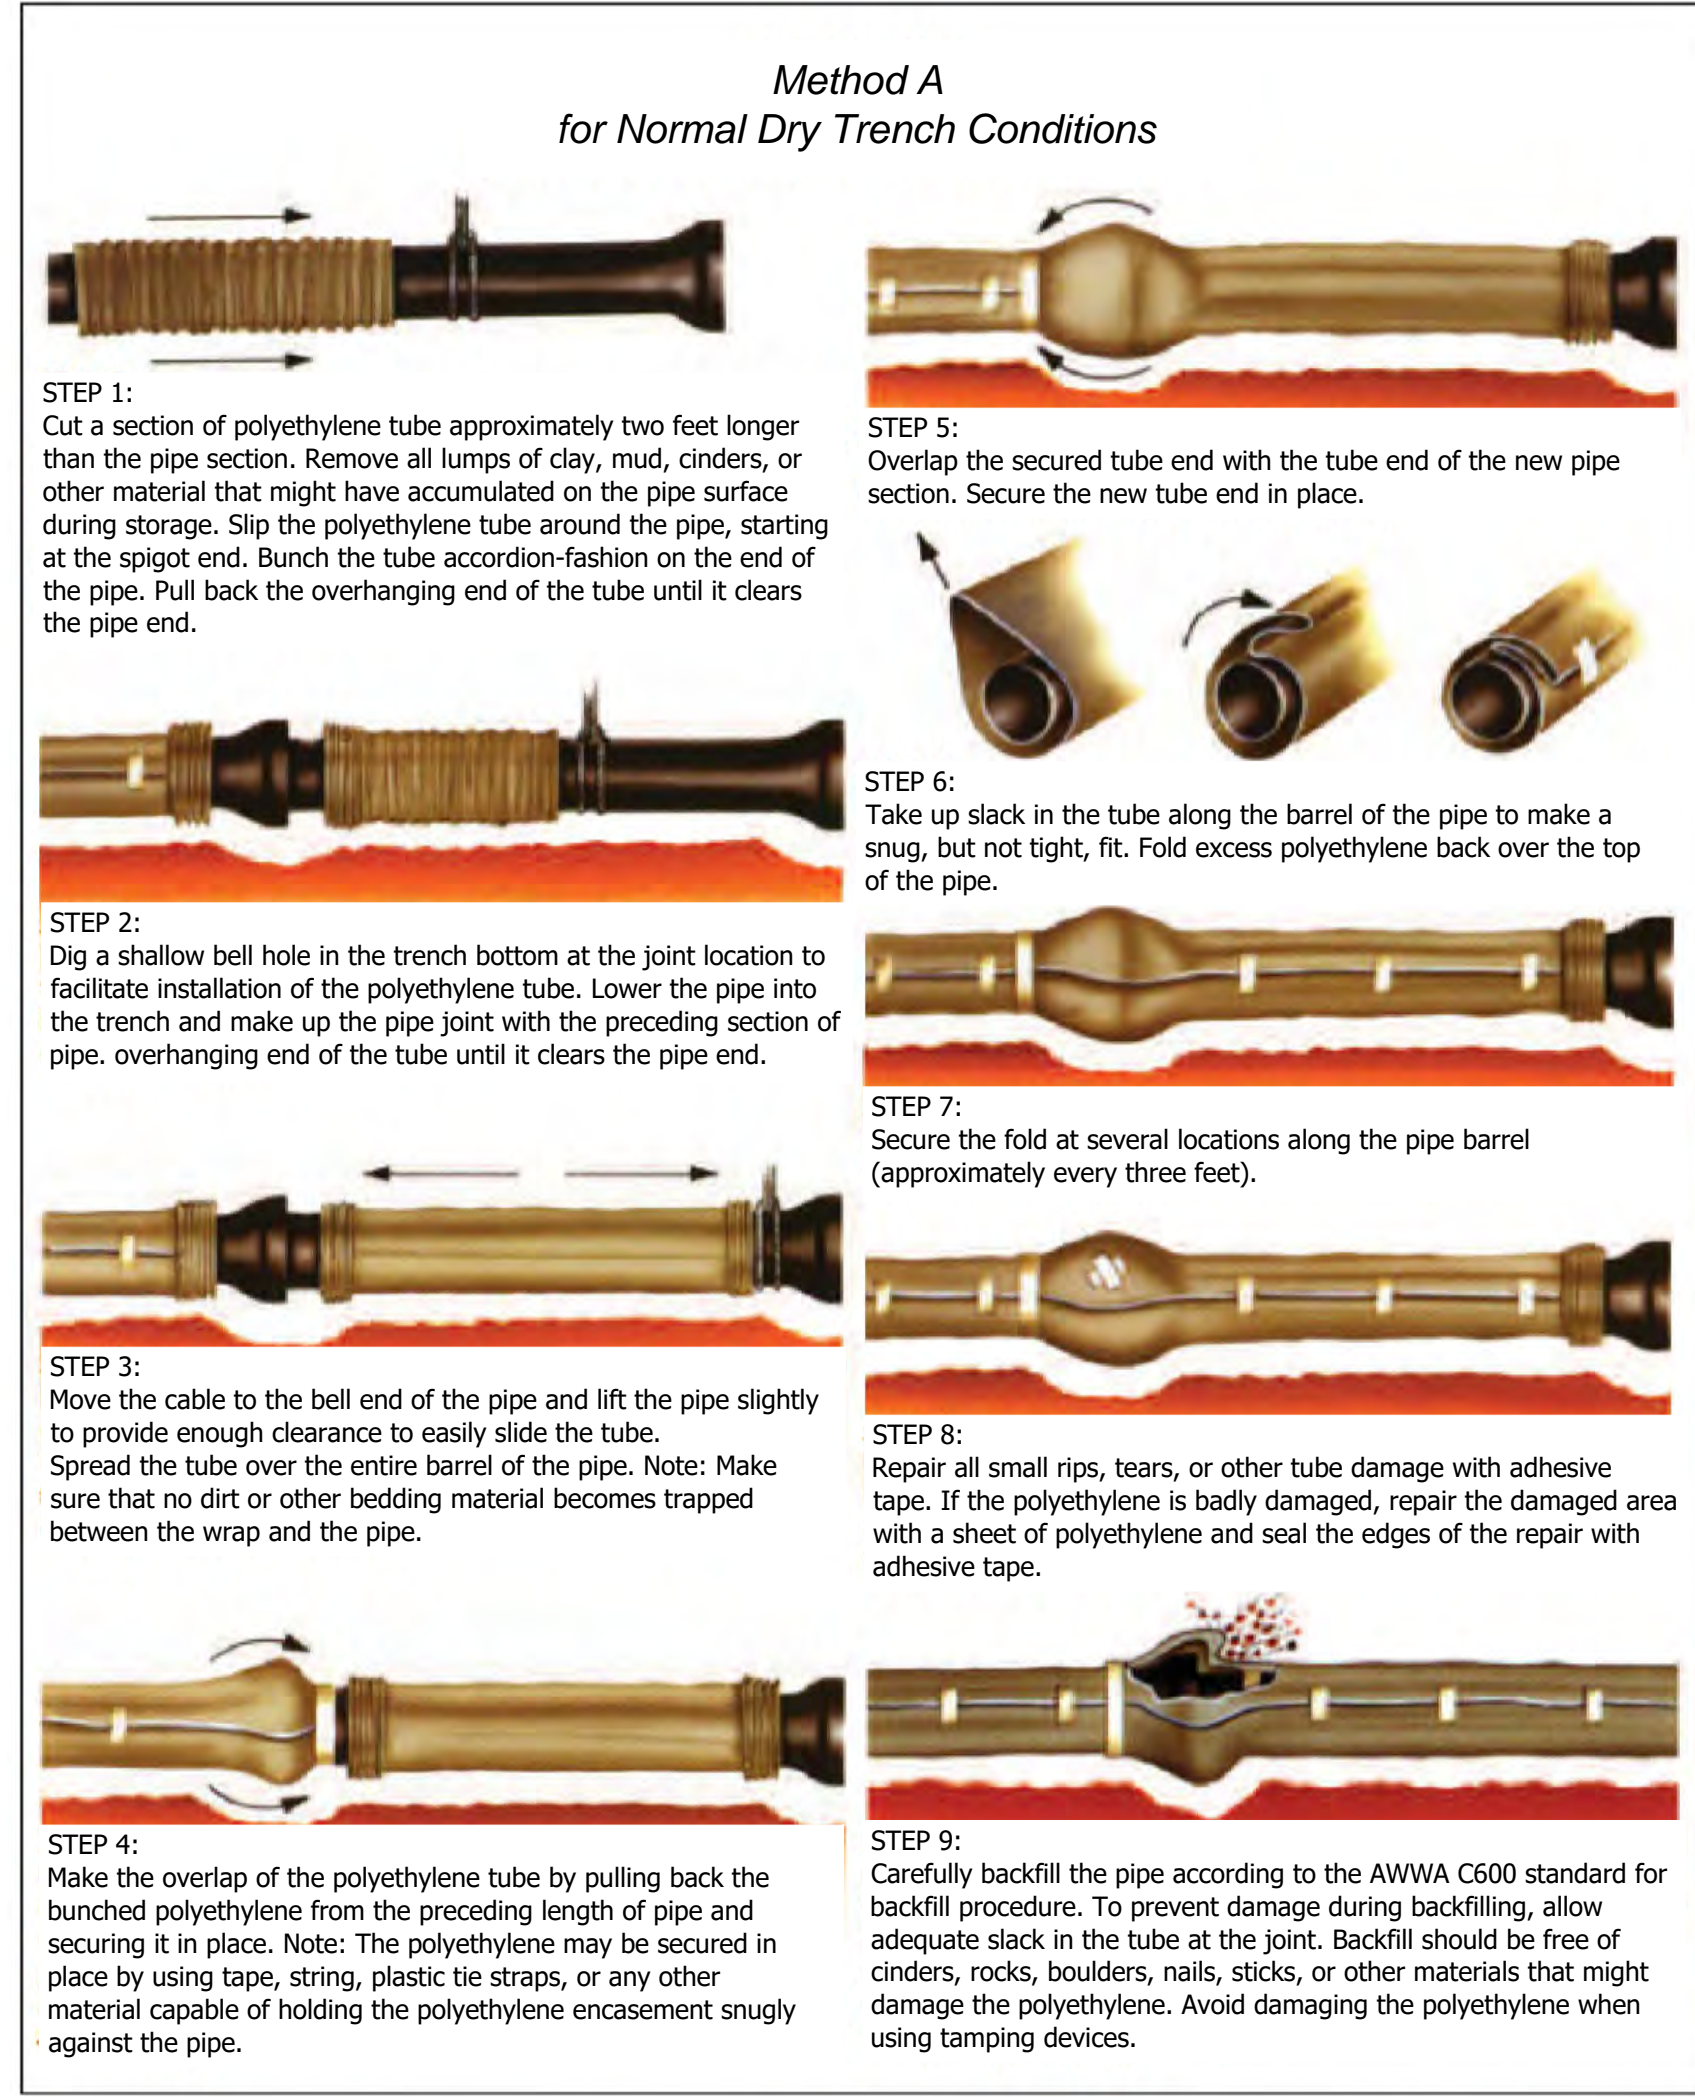 Method A
for Normal Dry Trench Conditions
STEP 1:
Cut a section of polyethylene tube approximately two feet longer
than the pipe section. Remove all lumps of clay, mud, cinders, or
other material that might have accumulated on the pipe surface
during storage. Slip the polyethylene tube around the pipe, starting
at the spigot end. Bunch the tube accordion-fashion on the end of
the pipe. Pull back the overhanging end of the tube until it clears
the pipe end.
STEP 2:
Dig a shallow bell hole in the trench bottom at the joint location to
facilitate installation of the polyethylene tube. Lower the pipe into
the trench and make up the pipe joint with the preceding section of
pipe. overhanging end of the tube until it clears the pipe end.
STEP 3:
Move the cable to the bell end of the pipe and lift the pipe slightly
to provide enough clearance to easily slide the tube.
Spread the tube over the entire barrel of the pipe. Note: Make
sure that no dirt or other bedding material becomes trapped
between the wrap and the pipe.
STEP 4:
Make the overlap of the polyethylene tube by pulling back the
bunched polyethylene from the preceding length of pipe and
securing it in place. Note: The polyethylene may be secured in
place by using tape, string, plastic tie straps, or any other
material capable of holding the polyethylene encasement snugly
against the pipe.
STEP 5:
Overlap the secured tube end with the tube end of the new pipe
section. Secure the new tube end in place.
STEP 6:
Take up slack in the tube along the barrel of the pipe to make a
snug, but not tight, fit. Fold excess polyethylene back over the top
of the pipe.
STEP 7:
Secure the fold at several locations along the pipe barrel
(approximately every three feet).
STEP 8:
Repair all small rips, tears, or other tube damage with adhesive
tape. If the polyethylene is badly damaged, repair the damaged area
with a sheet of polyethylene and seal the edges of the repair with
adhesive tape.
STEP 9:
Carefully backfill the pipe according to the AWWA C600 standard for
backfill procedure. To prevent damage during backfilling, allow
adequate slack in the tube at the joint. Backfill should be free of
cinders, rocks, boulders, nails, sticks, or other materials that might
damage the polyethylene. Avoid damaging the polyethylene when
using tamping devices.